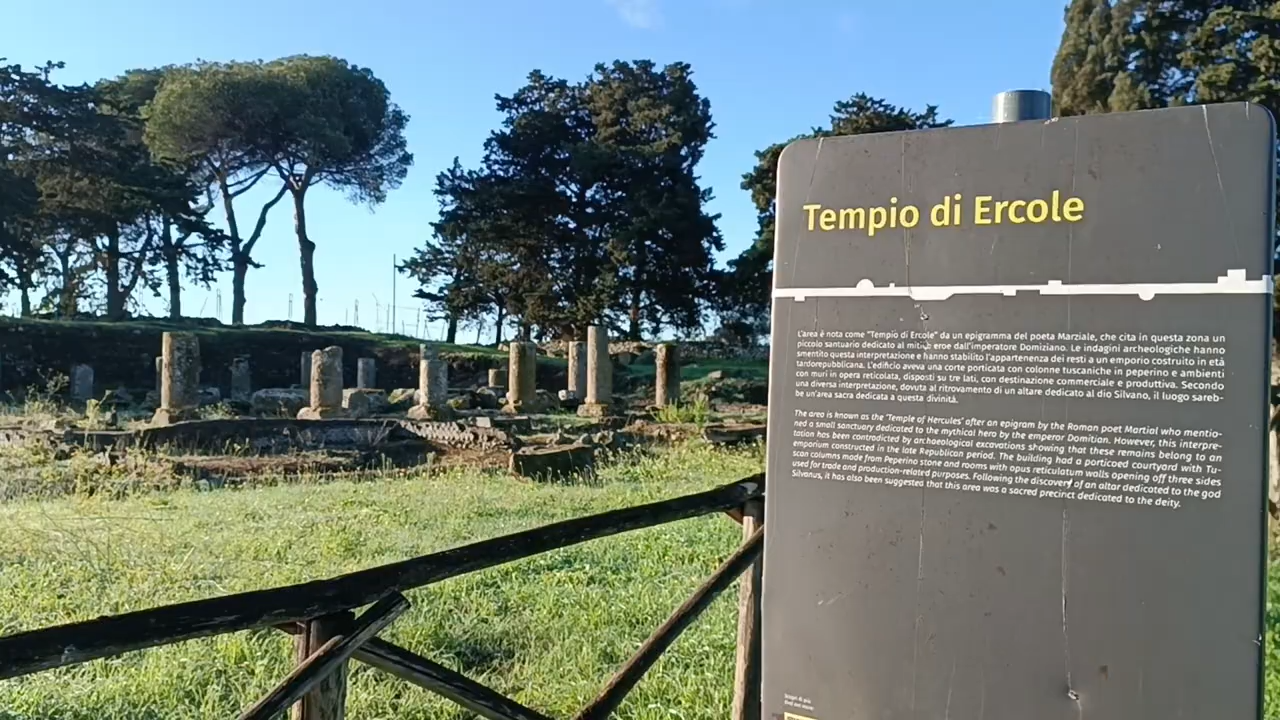 Tempio di Ercole
L'area è nota come "Tempio di Ercole" da un epigramma del poeta Marziale, che cita in questa zona un
piccolo santuario dedicato al mitico eroe dall'imperatore Domiziano. Le indagini archeologiche hanno
smentito questa interpretazione e hanno stabilito l'appartenenza dei resti a un emporio costruito in età
tardorepubblicana. L'edificio aveva una corte porticata con colonne tuscaniche in peperino e ambienti
con muri in opera reticolata, disposti su tre lati, con destinazione commerciale e produttiva. Secondo
una diversa interpretazione, dovuta al ritrovamento di un altare dedicato al dio Silvano, il luogo sareb-
be un'area sacra dedicata a questa divinità.
The area is known as the 'Temple of Hercules' after an epigram by the Roman poet Martial who mentio-
ned a small sanctuary dedicated to the mythical hero by the emperor Domitian. However, this interpre-
tation has been contradicted by archaeological excavations showing that these remains belong to an
emporium constructed in the late Republican period. The building had a porticoed courtyard with Tu-
scan columns made from Peperino stone and rooms with opus reticulatum walls opening off three sides
used for trade and production-related purposes. Following the discovery of an altar dedicated to the god
Silvanus, it has also been suggested that this area was a sacred precinct dedicated to the deity.
Scopri di più
Find out more